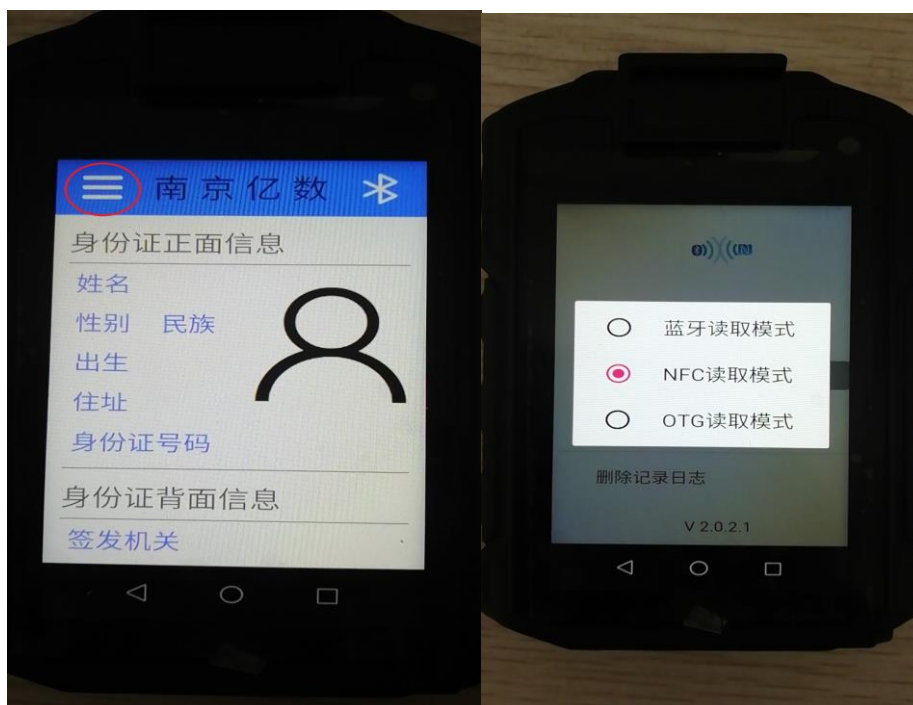 南京亿数
身份证正面信息
姓名
性别 民族
出生
住址
身份证号码
身份证背面信息
签发机关
蓝牙读取模式
NFC读取模式
OTG读取模式
删除记录日志
V 2.0.2.1